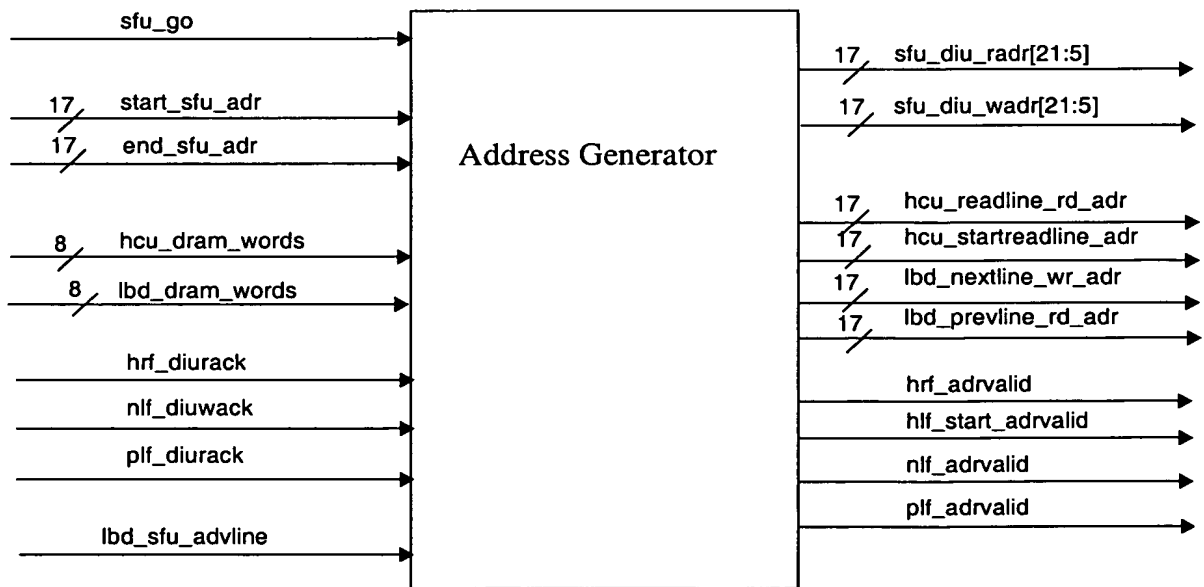 sfu_go
17 start_sfu_adr
17 end_sfu_adr
8 hcu_dram_words
8 lbd_dram_words
hrf_diurack
nlf_diuwack
plf_diurack
lbd_sfu_advline
Address Generator
17 sfu_diu_radr[21:5]
17 sfu_diu_wadr[21:5]
17 hcu_readline_rd_adr
17 hcu_startreadline_adr
17 lbd_nextline_wr_adr
17 lbd_prevline_rd_adr
hrf_adrvalid
hlf_start_adrvalid
nlf_adrvalid
plf_adrvalid